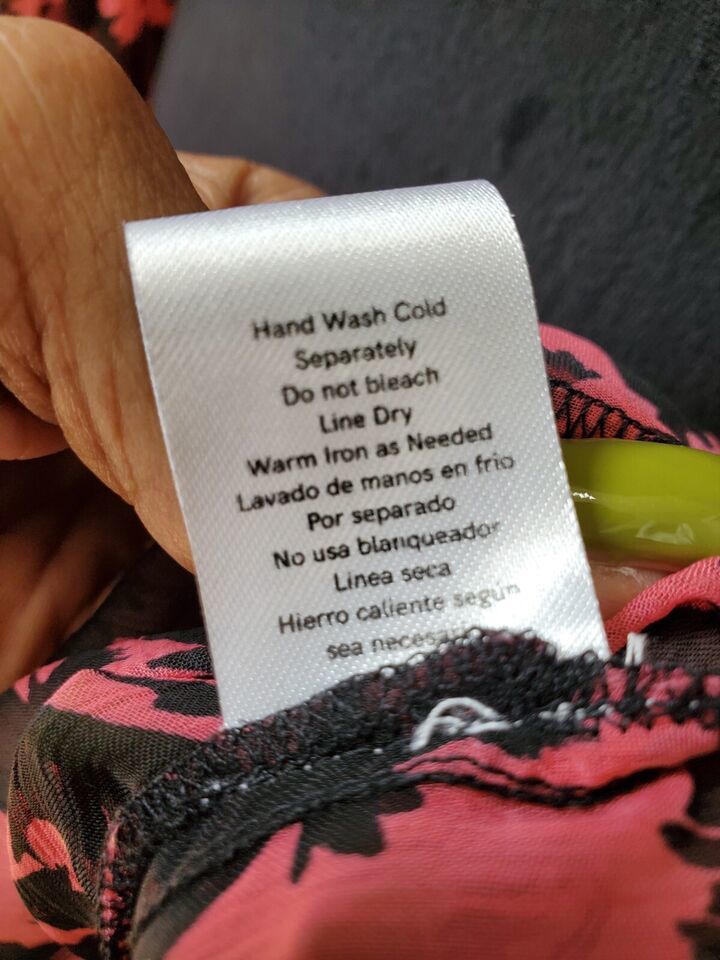 Hand Wash Cold
Separately
Do not bleach
Line Dry
Warm Iron as Needed
Lavado de manos en frio
Por separado
No usa blanqueador
Linea seca
Hierro caliente según
sea necesario